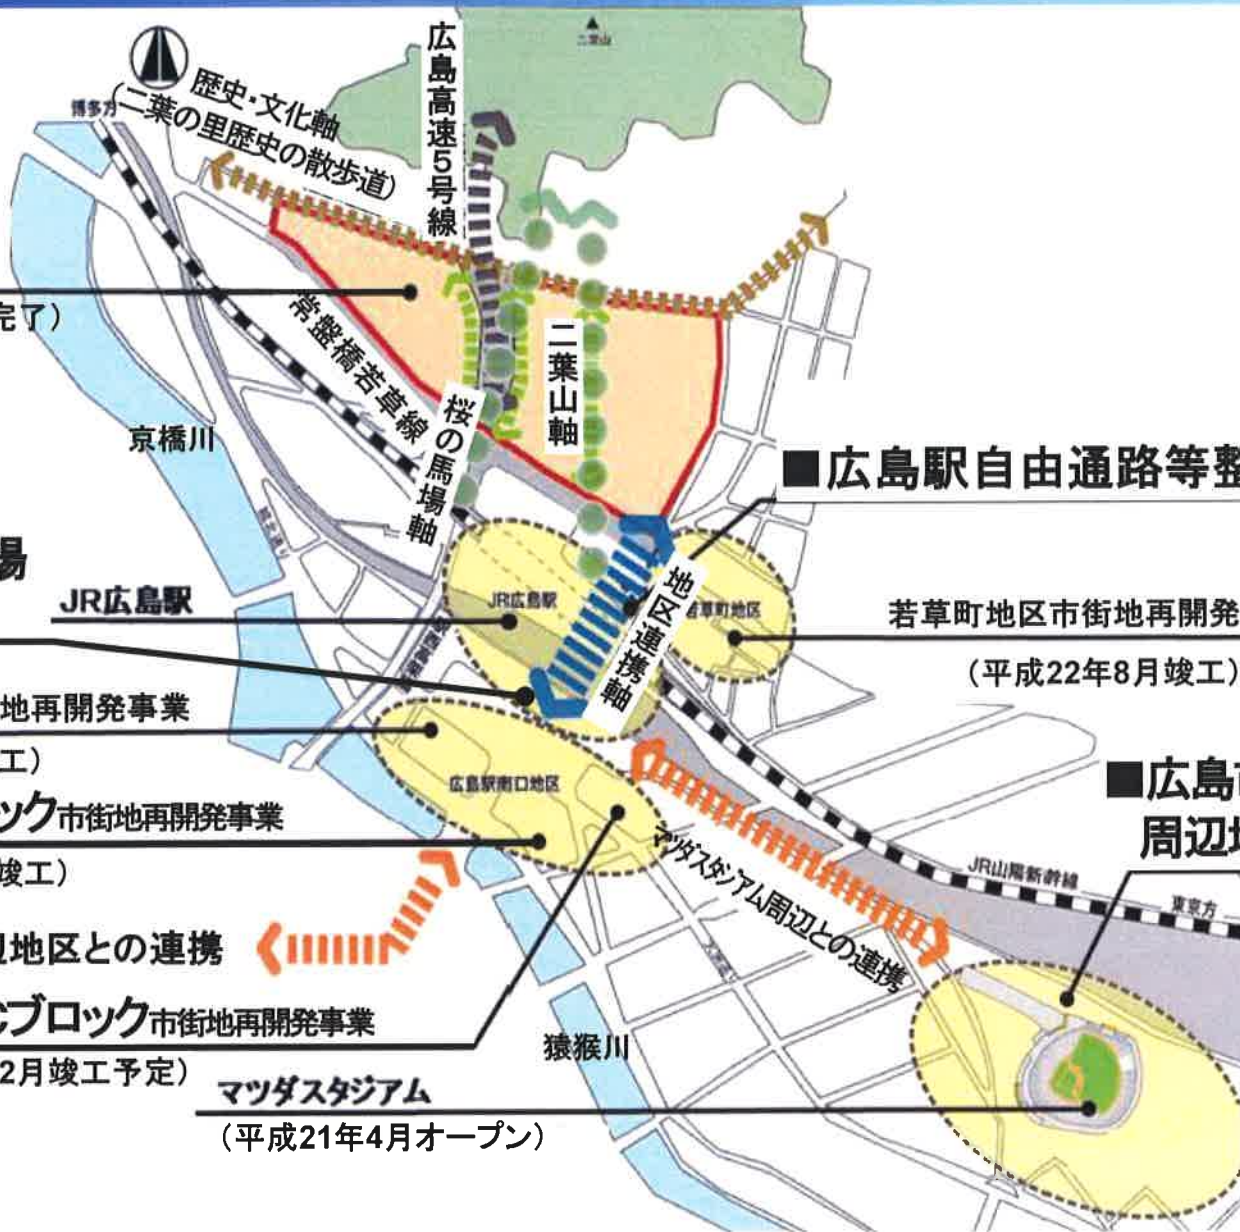 二葉山
広島高速5号線
博多方
歴史・文化軸
(二葉の里歴史の散歩道)
完了)
常盤橋若草線
二葉山軸
桜の馬場軸
京橋川
■広島駅自由通路等整
場
JR広島駅
JR広島駅
地区連携軸
若草町地区
若草町地区市街地再開発
(平成22年8月竣工)
地再開発事業
工)
広島駅南口地区
■広島市
周辺地
ック市街地再開発事業
竣工)
マツダスタジアム周辺との連携
JR山陽新幹線
東京方
辺地区との連携
Cブロック市街地再開発事業
2月竣工予定)
猿猴川
マツダスタジアム
(平成21年4月オープン)